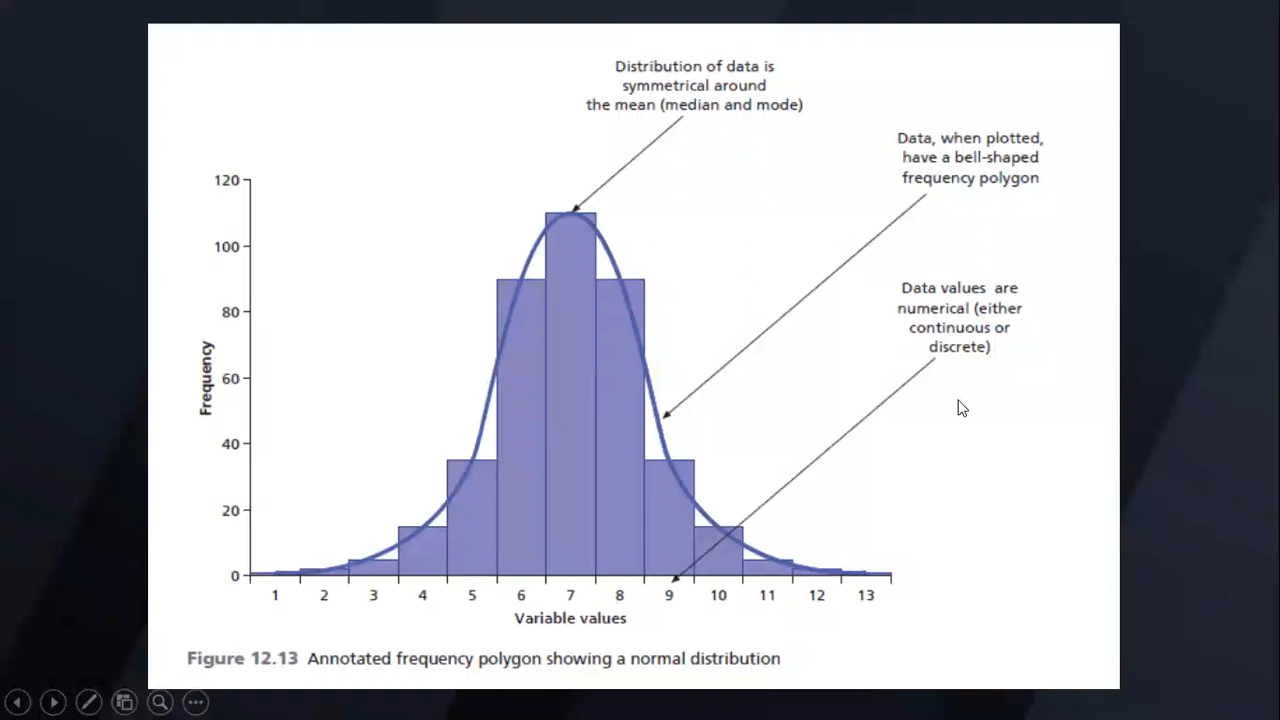 Distribution of data is
symmetrical around
the mean (median and mode)
Data, when plotted,
have a bell-shaped
frequency polygon
Data values are
numerical (either
continuous or
discrete)
120
100
80
60
40
20
0
Frequency
1 2 3 4 5 6 7 8 9 10 11 12 13
Variable values
Figure 12.13 Annotated frequency polygon showing a normal distribution